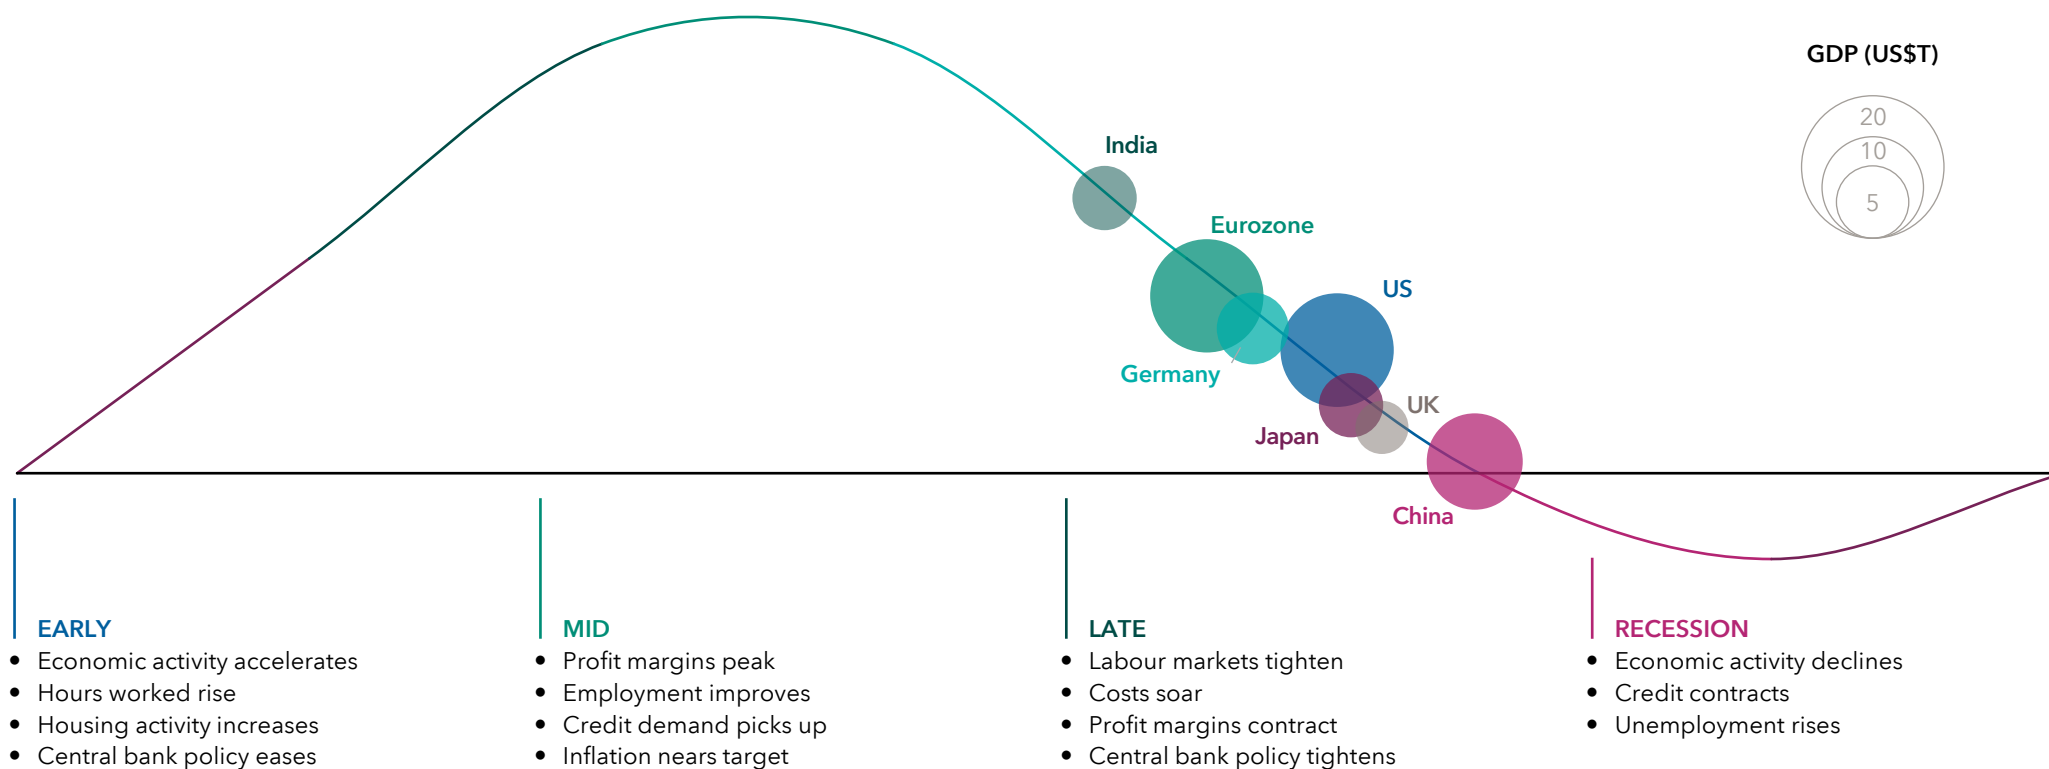 GDP (US$T)
20
10
5
India
Eurozone
US
Germany
UK
Japan
China
EARLY
• Economic activity accelerates
• Hours worked rise
• Housing activity increases
• Central bank policy eases
MID
• Profit margins peak
• Employment improves
• Credit demand picks up
• Inflation nears target
LATE
• Labour markets tighten
• Costs soar
• Profit margins contract
• Central bank policy tightens
RECESSION
• Economic activity declines
• Credit contracts
• Unemployment rises